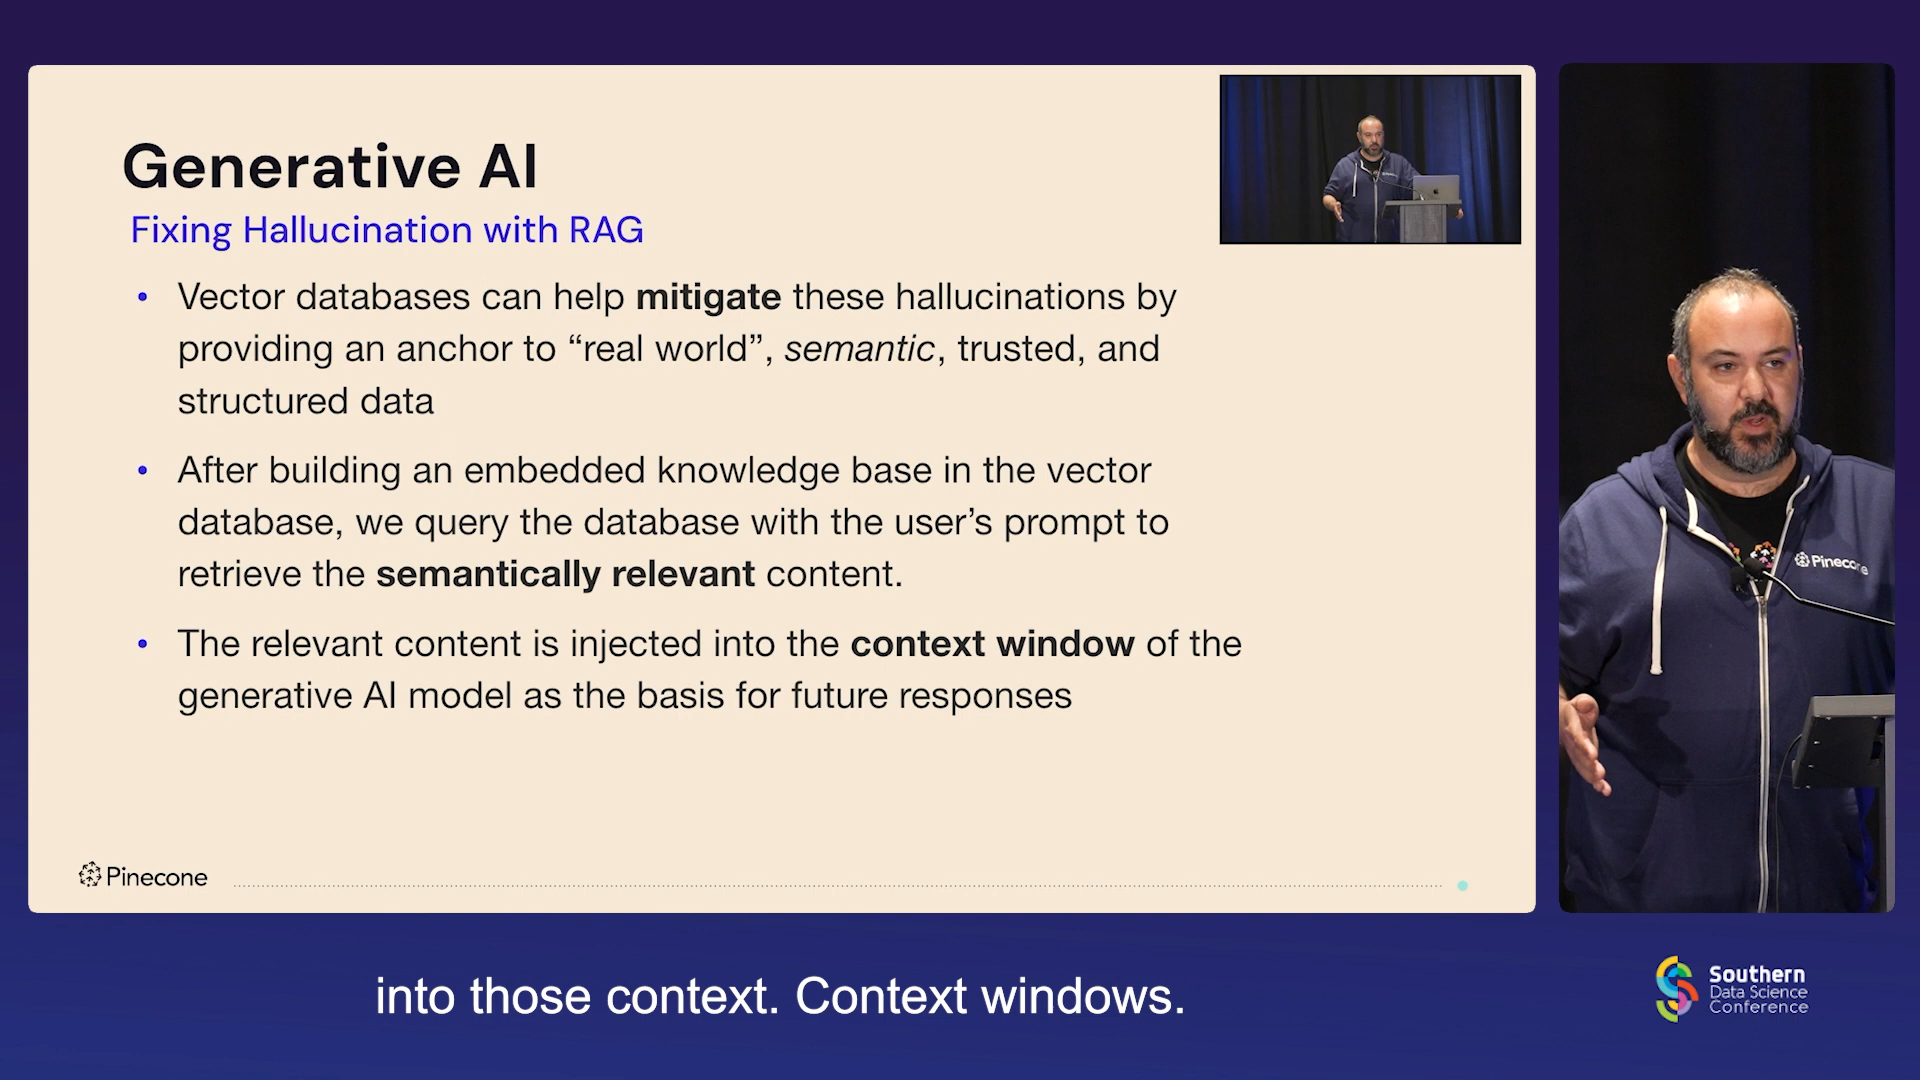 Generative AI
Fixing Hallucination with RAG
• Vector databases can help mitigate these hallucinations by
providing an anchor to “real world”, semantic, trusted, and
structured data
• After building an embedded knowledge base in the vector
database, we query the database with the user’s prompt to
retrieve the semantically relevant content.
• The relevant content is injected into the context window of the
generative AI model as the basis for future responses
Pinecone
Pinecone
into those context. Context windows.
Southern
Data Science
Conference